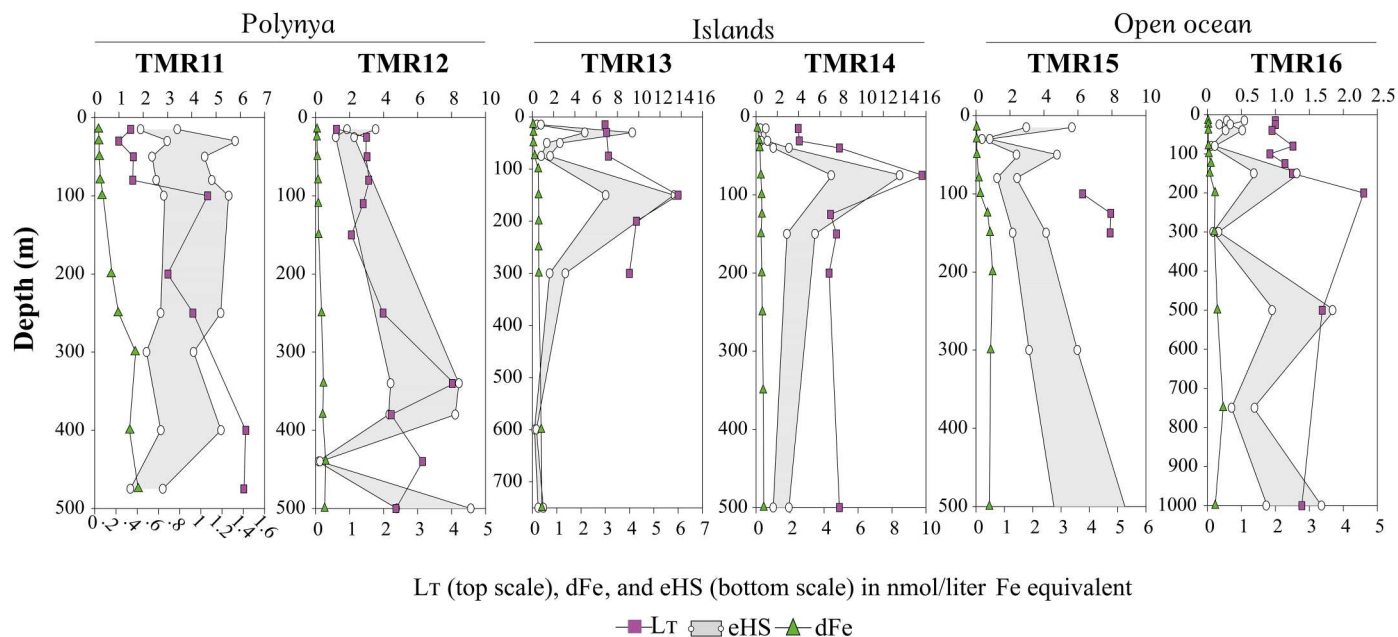 Polynya
Islands
Open ocean
TMR11
TMR12
TMR13
TMR14
TMR15
TMR16
0 1 2 3 4 5 6 7
0 2 4 6 8 10
0 2 4 6 7 8 10 12 14 16
0 2 4 6 8 10 12 14 16
0 2 4 6 8 10
0 0.5 1.0 1.5 2.2 2.5
Depth (m)
0
100
200
300
400
500
0
100
200
300
400
500
0
100
200
300
400
500
600
700
0
100
200
300
400
500
0
100
200
300
400
500
0
100
200
300
400
500
600
700
800
900
1000
0 .2 .4 .6 .8 1 1.2 1.4 1.6
0 1 2 3 4 5
0 1 2 3 4 5 6 7
0 2 4 6 8 10
0 1 2 3 4 5 6
0 1 2 3 4 5
LT (top scale), dFe, and eHS (bottom scale) in nmol/liter Fe equivalent
LT eHS dFe